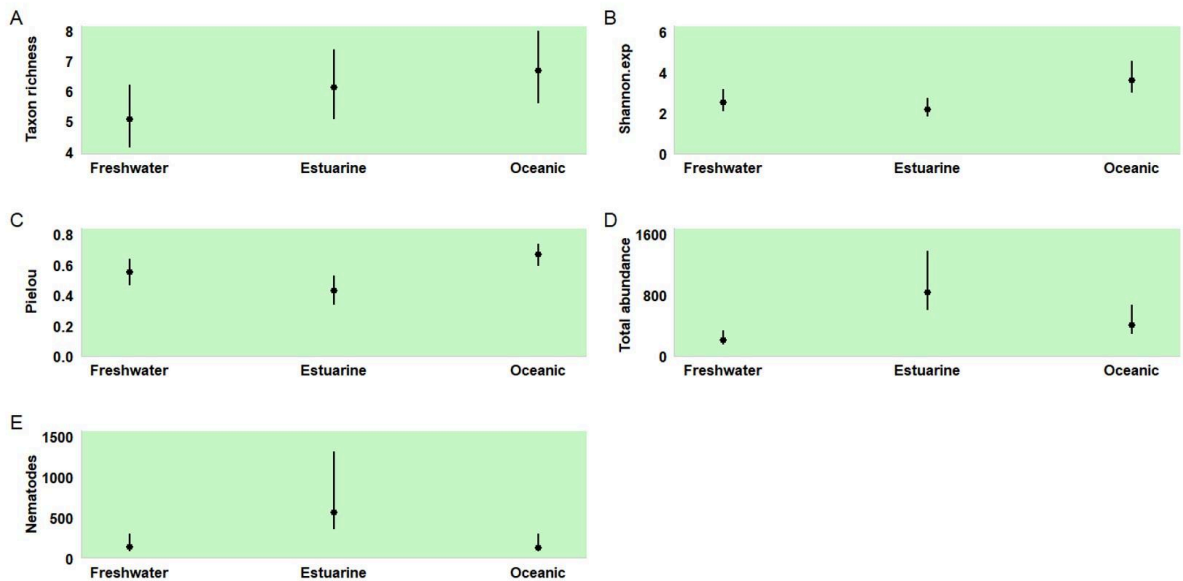 A
Taxon richness
8
7
6
5
4
Freshwater Estuarine Oceanic
B
Shannon.exp
6
4
2
0
Freshwater Estuarine Oceanic
C
Pielou
0.8
0.6
0.4
0.2
0.0
Freshwater Estuarine Oceanic
D
Total abundance
1600
800
0
Freshwater Estuarine Oceanic
E
Nematodes
1500
1000
500
0
Freshwater Estuarine Oceanic